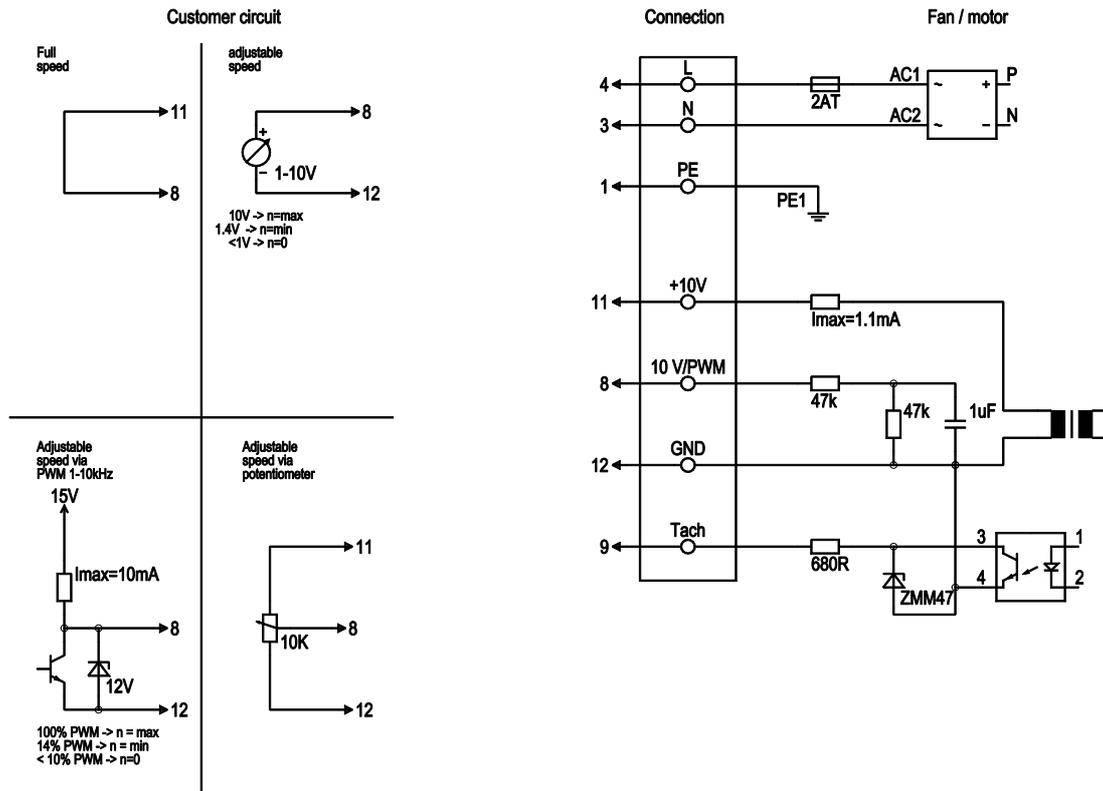 Customer circuit
Full
speed
11
8
adjustable
speed
8
+
1-10V
–
12
10V -> n=max
1.4V -> n=min
<1V -> n=0
Adjustable
speed via
PWM 1-10kHz
15V
Imax=10mA
8
12V
12
100% PWM -> n = max
14% PWM -> n = min
< 10% PWM -> n=0
Adjustable
speed via
potentiometer
11
8
10K
12
Connection
Fan / motor
4
L
2AT
AC1
~
+
P
3
N
AC2
~
–
N
1
PE
PE1
11
+10V
Imax=1.1mA
8
10 V/PWM
47k
47k
1uF
12
GND
9
Tach
680R
3
1
4
2
ZMM47